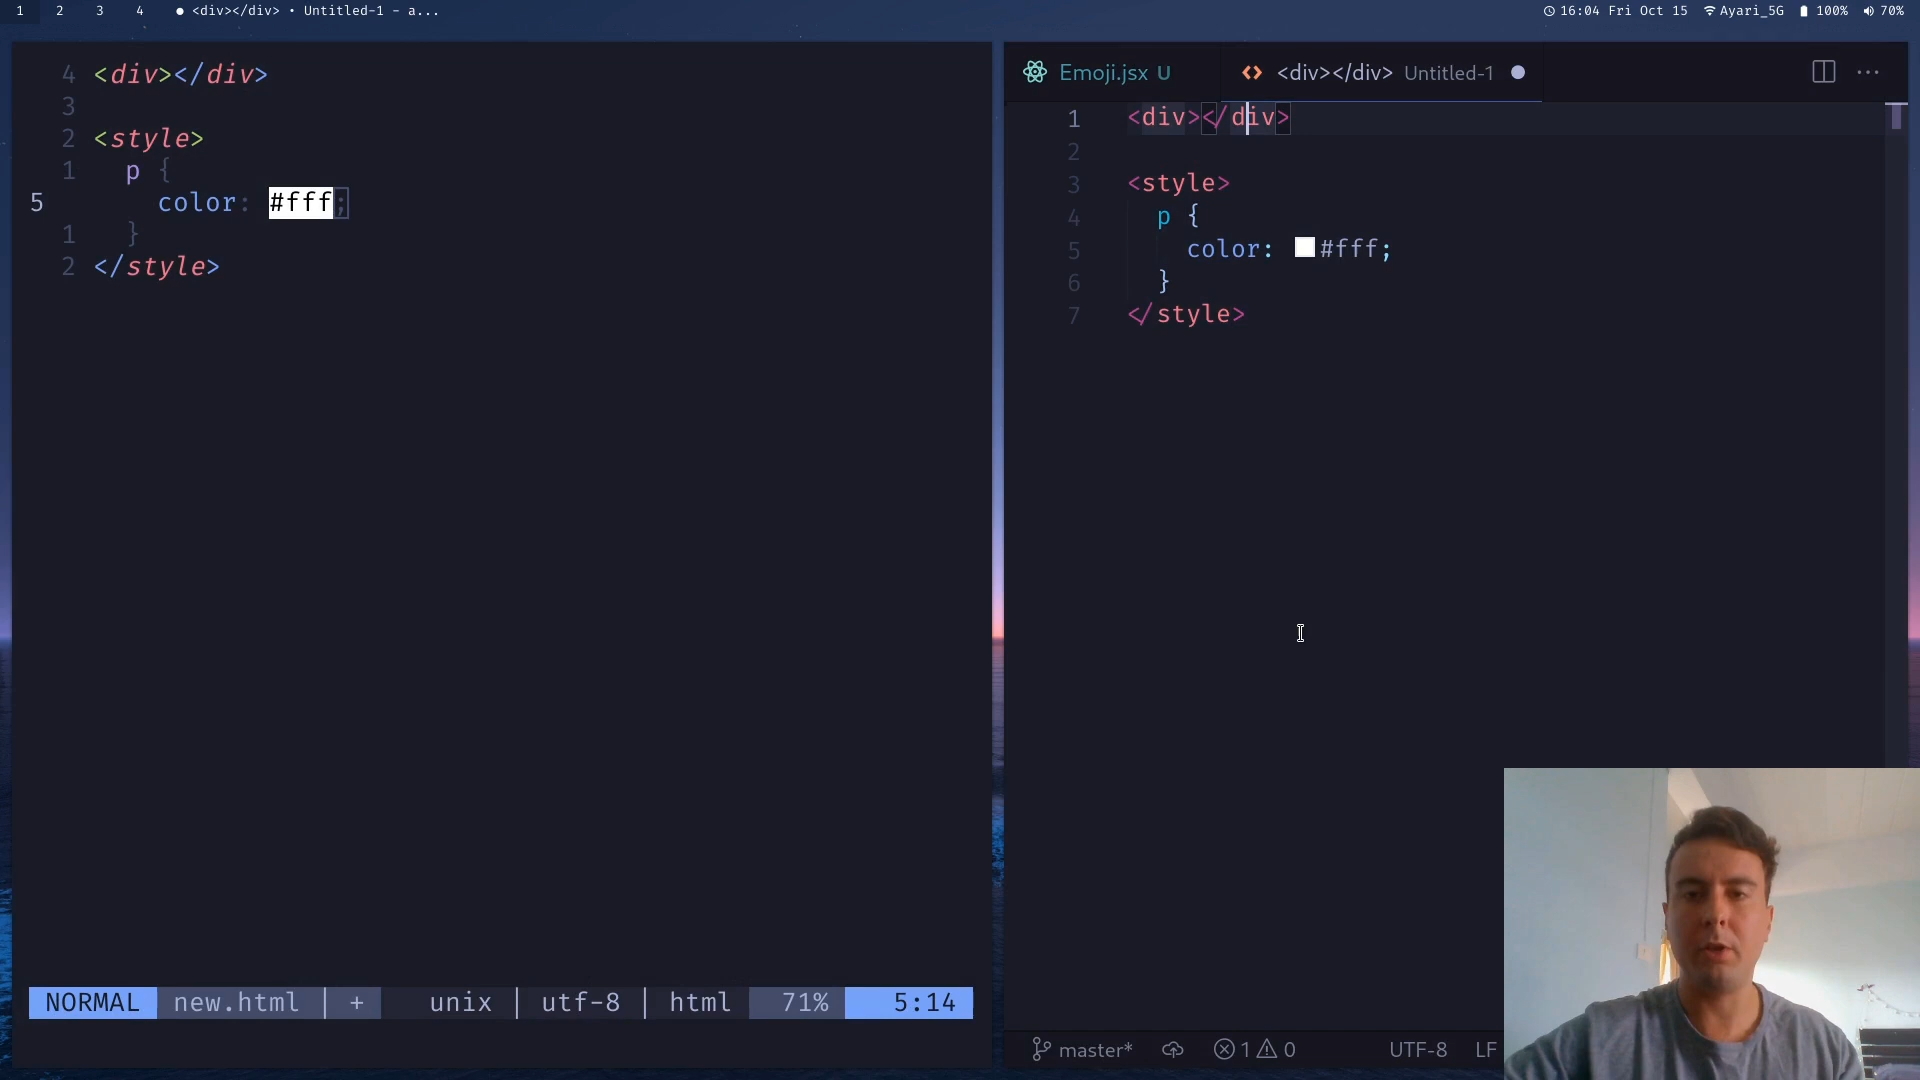 1 2 3 4 ● <div></div> • Untitled-1 - a...
16:04 Fri Oct 15 Ayari_5G 100% 70%
4 <div></div>
3
2 <style>
1 p {
5 color: #fff;
1 }
2 </style>
NORMAL new.html | + unix | utf-8 | html 71% 5:14
Emoji.jsx U <div></div> Untitled-1 ● ...
1 <div></div>
2
3 <style>
4 p {
5 color: #fff;
6 }
7 </style>
master* 1 0 UTF-8 LF